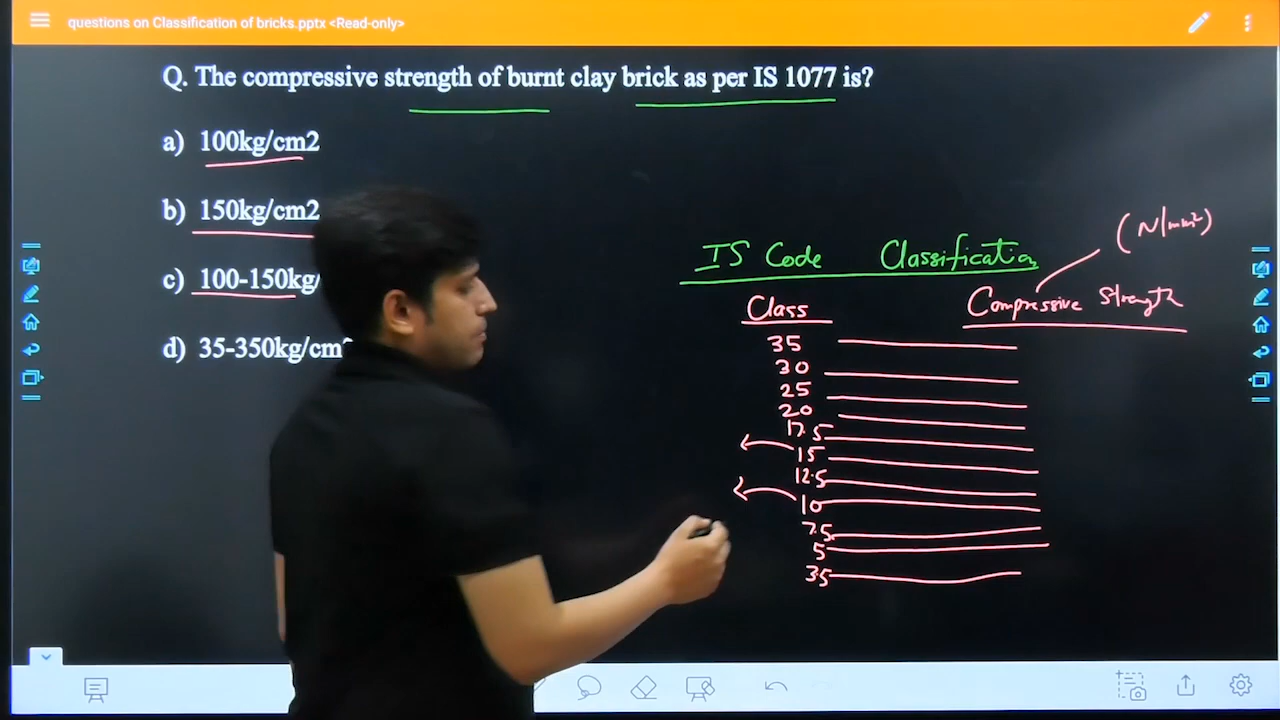 questions on Classification of bricks.pptx <Read-only>
Q. The compressive strength of burnt clay brick as per IS 1077 is?
a) 100kg/cm2
b) 150kg/cm2
c) 100-150kg/
d) 35-350kg/cm
IS Code Classification
(N/mm²)
Class Compressive Strength
35
30
25
20
17.5
15
12.5
10
7.5
5
35